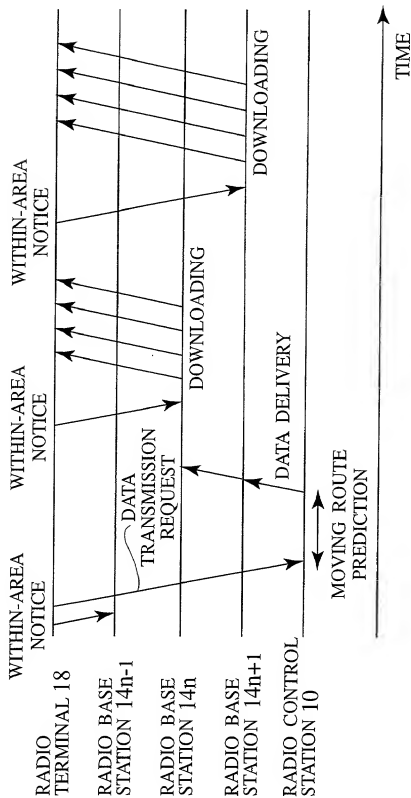 WITHIN-AREA
NOTICE
WITHIN-AREA
NOTICE
WITHIN-AREA
NOTICE
RADIO
TERMINAL 18
RADIO BASE
STATION 14n-1
DATA
TRANSMISSION
REQUEST
RADIO BASE
STATION 14n
DOWNLOADING
RADIO BASE
STATION 14n+1
DOWNLOADING
DATA DELIVERY
RADIO CONTROL
STATION 10
MOVING ROUTE
PREDICTION
TIME